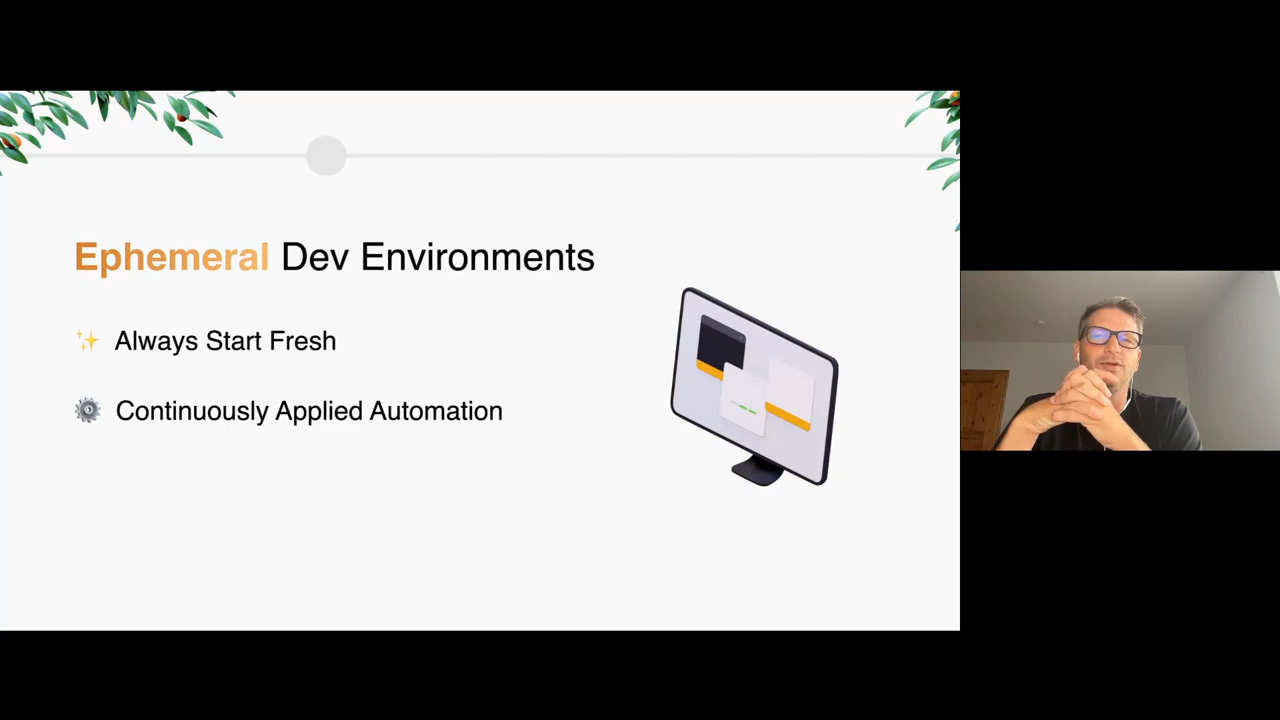 Ephemeral Dev Environments
✨ Always Start Fresh
⚙️ Continuously Applied Automation